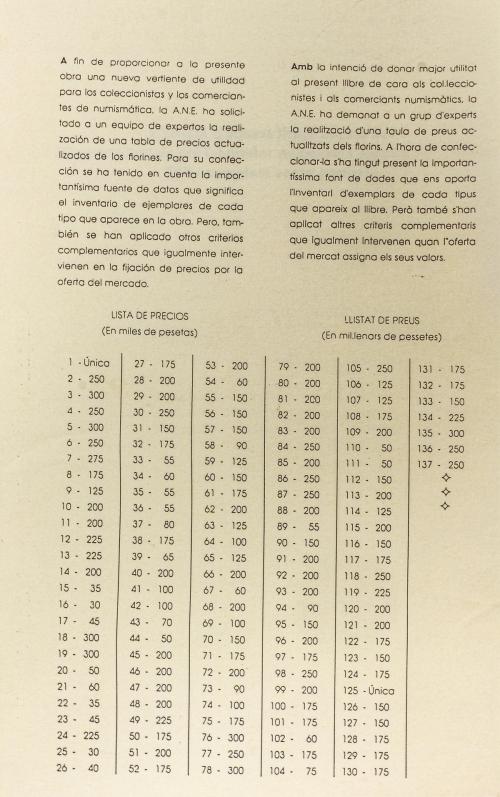 A fin de proporcionar a la presente
obra una nueva vertiente de utilidad
para los coleccionistas y los comercian-
tes de numismática, la A.N.E. ha solici-
tado a un equipo de expertos la reali-
zación de una tabla de precios actua-
lizados de los florines. Para su confec-
ción se ha tenido en cuenta la impor-
tantísima fuente de datos que significa
el inventario de ejemplares de cada
tipo que aparece en la obra. Pero, tam-
bién se han aplicado otros criterios
complementarios que igualmente inter-
vienen en la fijación de precios por la
oferta del mercado.
Amb la intenció de donar major utilitat
al present llibre de cara als col.leccio-
nistes i als comerciants numismàtics, la
A.N.E. ha demanat a un grup d'experts
la realització d'una taula de preus ac-
tualitzats dels florins. A l'hora de confec-
cionar-la s'ha tingut present la importan-
tíssima font de dades que ens aporta
l'inventari d'exemplars de cada tipus
que apareix al llibre. Però també s'han
aplicat altres criteris complementaris
que igualment intervenen quan l'oferta
del mercat assigna els seus valors.
LISTA DE PRECIOS
(En miles de pesetas)
LLISTAT DE PREUS
(En mil.lenars de pessetes)
1 - Única
2 - 250
3 - 300
4 - 250
5 - 300
6 - 250
7 - 275
8 - 175
9 - 125
10 - 200
11 - 200
12 - 225
13 - 225
14 - 200
15 - 35
16 - 30
17 - 45
18 - 300
19 - 300
20 - 50
21 - 60
22 - 35
23 - 45
24 - 225
25 - 30
26 - 40
27 - 175
28 - 200
29 - 200
30 - 250
31 - 150
32 - 175
33 - 55
34 - 60
35 - 55
36 - 55
37 - 80
38 - 175
39 - 65
40 - 200
41 - 100
42 - 100
43 - 70
44 - 50
45 - 200
46 - 200
47 - 200
48 - 200
49 - 225
50 - 175
51 - 200
52 - 175
53 - 200
54 - 60
55 - 150
56 - 150
57 - 150
58 - 90
59 - 125
60 - 150
61 - 175
62 - 200
63 - 125
64 - 100
65 - 125
66 - 200
67 - 60
68 - 200
69 - 100
70 - 150
71 - 175
72 - 200
73 - 90
74 - 100
75 - 175
76 - 300
77 - 250
78 - 300
79 - 200
80 - 200
81 - 200
82 - 200
83 - 200
84 - 250
85 - 200
86 - 250
87 - 250
88 - 200
89 - 55
90 - 150
91 - 200
92 - 200
93 - 200
94 - 90
95 - 150
96 - 200
97 - 175
98 - 250
99 - 200
100 - 175
101 - 175
102 - 60
103 - 175
104 - 75
105 - 250
106 - 125
107 - 125
108 - 175
109 - 200
110 - 50
111 - 50
112 - 150
113 - 200
114 - 125
115 - 200
116 - 150
117 - 175
118 - 250
119 - 225
120 - 200
121 - 200
122 - 175
123 - 150
124 - 175
125 - Única
126 - 150
127 - 150
128 - 175
129 - 175
130 - 175
131 - 175
132 - 175
133 - 150
134 - 225
135 - 300
136 - 250
137 - 250